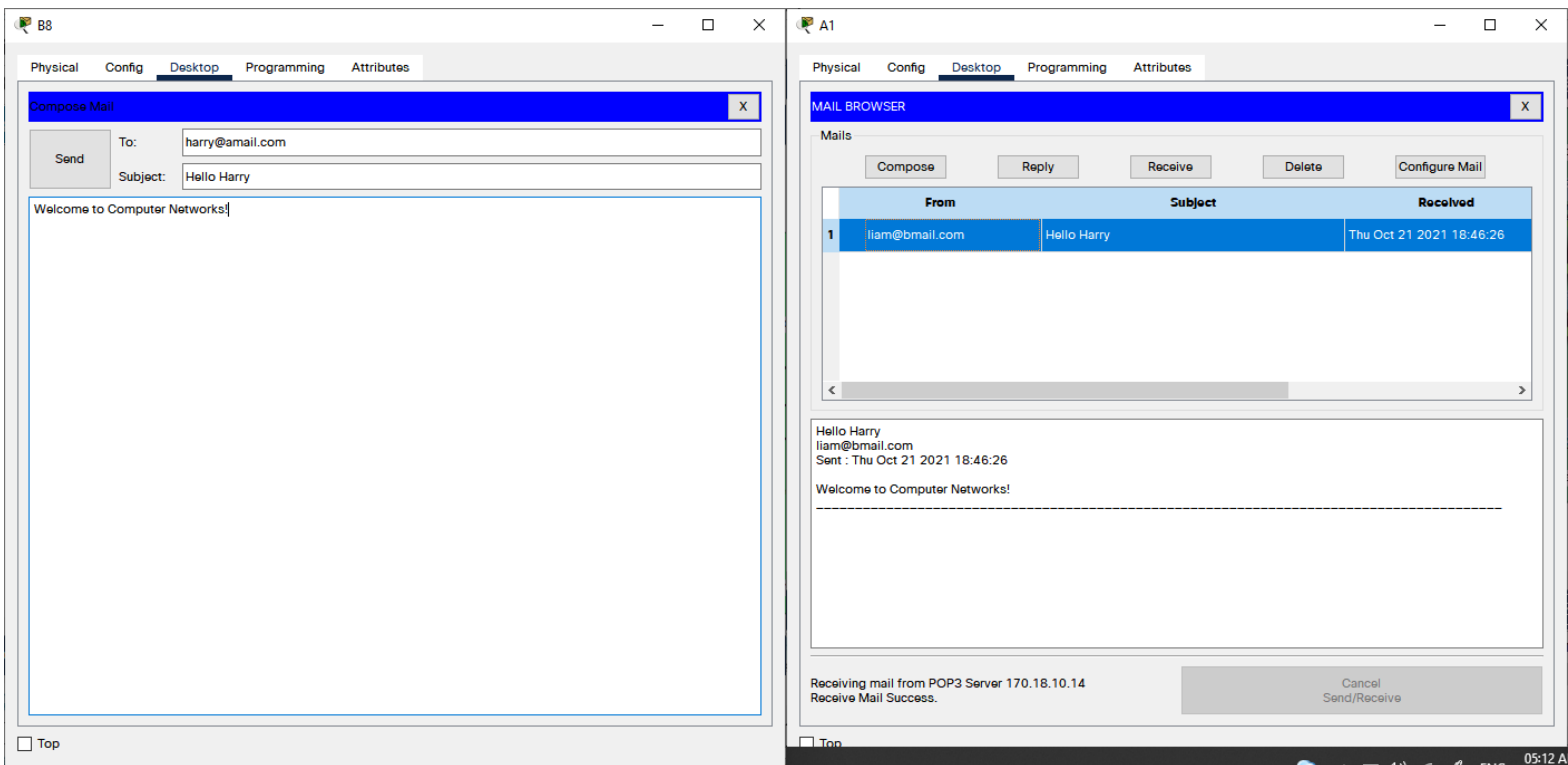 B8
Physical Config Desktop Programming Attributes
Compose Mail X
Send
To: harry@amail.com
Subject: Hello Harry
Welcome to Computer Networks!
Top
A1
Physical Config Desktop Programming Attributes
MAIL BROWSER X
Mails
Compose Reply Receive Delete Configure Mail
From Subject Received
1 liam@bmail.com Hello Harry Thu Oct 21 2021 18:46:26
Hello Harry
liam@bmail.com
Sent : Thu Oct 21 2021 18:46:26
Welcome to Computer Networks!
Receiving mail from POP3 Server 170.18.10.14
Receive Mail Success.
Cancel
Send/Receive
Top
05:12 A